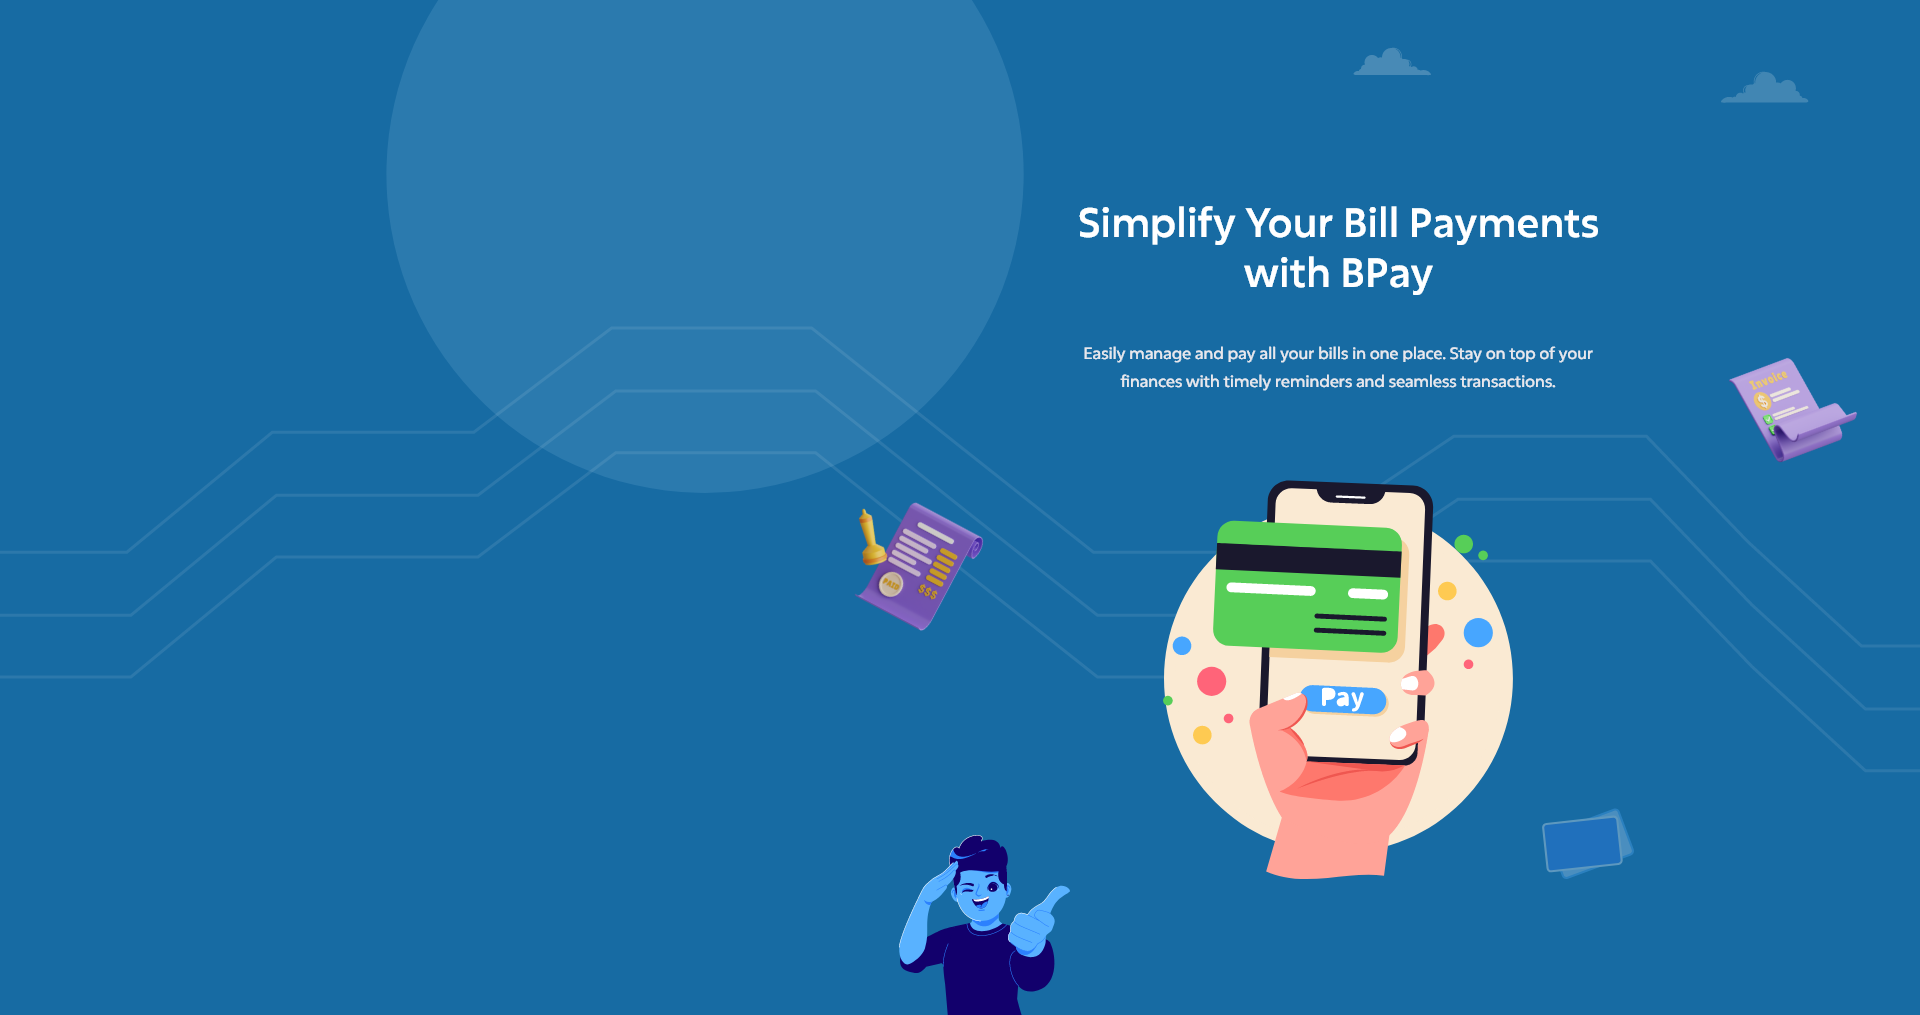 Simplify Your Bill Payments
with BPay
Easily manage and pay all your bills in one place. Stay on top of your
finances with timely reminders and seamless transactions.
Invoice
$
PAID
$$$
Pay